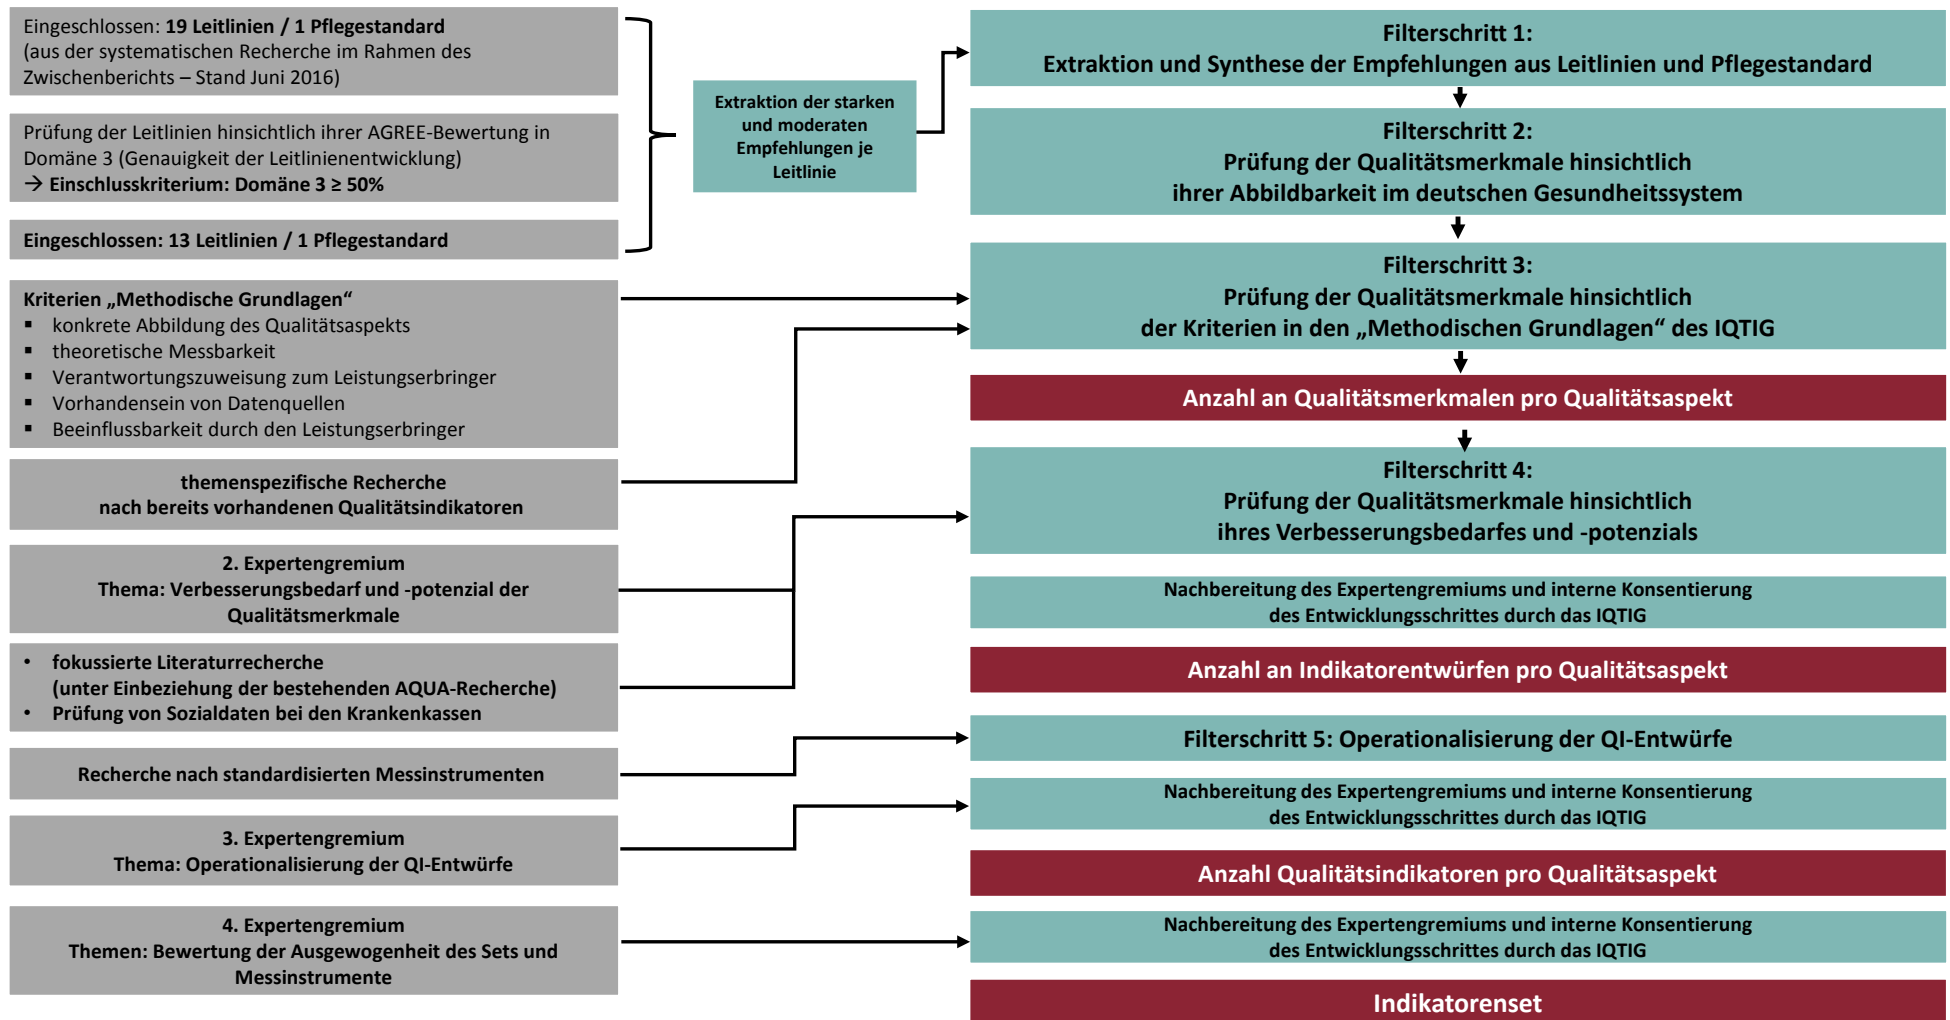 Eingeschlossen: 19 Leitlinien / 1 Pflegestandard
(aus der systematischen Recherche im Rahmen des
Zwischenberichts – Stand Juni 2016)
Prüfung der Leitlinien hinsichtlich ihrer AGREE-Bewertung in
Domäne 3 (Genauigkeit der Leitlinienentwicklung)
→ Einschlusskriterium: Domäne 3 ≥ 50%
Eingeschlossen: 13 Leitlinien / 1 Pflegestandard
Kriterien „Methodische Grundlagen“
▪ konkrete Abbildung des Qualitätsaspekts
▪ theoretische Messbarkeit
▪ Verantwortungszuweisung zum Leistungserbringer
▪ Vorhandensein von Datenquellen
▪ Beeinflussbarkeit durch den Leistungserbringer
themenspezifische Recherche
nach bereits vorhandenen Qualitätsindikatoren
2. Expertengremium
Thema: Verbesserungsbedarf und -potenzial der
Qualitätsmerkmale
• fokussierte Literaturrecherche
(unter Einbeziehung der bestehenden AQUA-Recherche)
• Prüfung von Sozialdaten bei den Krankenkassen
Recherche nach standardisierten Messinstrumenten
3. Expertengremium
Thema: Operationalisierung der QI-Entwürfe
4. Expertengremium
Themen: Bewertung der Ausgewogenheit des Sets und
Messinstrumente
Extraktion der starken
und moderaten
Empfehlungen je
Leitlinie
Filterschritt 1:
Extraktion und Synthese der Empfehlungen aus Leitlinien und Pflegestandard
Filterschritt 2:
Prüfung der Qualitätsmerkmale hinsichtlich
ihrer Abbildbarkeit im deutschen Gesundheitssystem
Filterschritt 3:
Prüfung der Qualitätsmerkmale hinsichtlich
der Kriterien in den „Methodischen Grundlagen“ des IQTIG
Anzahl an Qualitätsmerkmalen pro Qualitätsaspekt
Filterschritt 4:
Prüfung der Qualitätsmerkmale hinsichtlich
ihres Verbesserungsbedarfes und -potenzials
Nachbereitung des Expertengremiums und interne Konsentierung
des Entwicklungsschrittes durch das IQTIG
Anzahl an Indikatorentwürfen pro Qualitätsaspekt
Filterschritt 5: Operationalisierung der QI-Entwürfe
Nachbereitung des Expertengremiums und interne Konsentierung
des Entwicklungsschrittes durch das IQTIG
Anzahl Qualitätsindikatoren pro Qualitätsaspekt
Nachbereitung des Expertengremiums und interne Konsentierung
des Entwicklungsschrittes durch das IQTIG
Indikatorenset